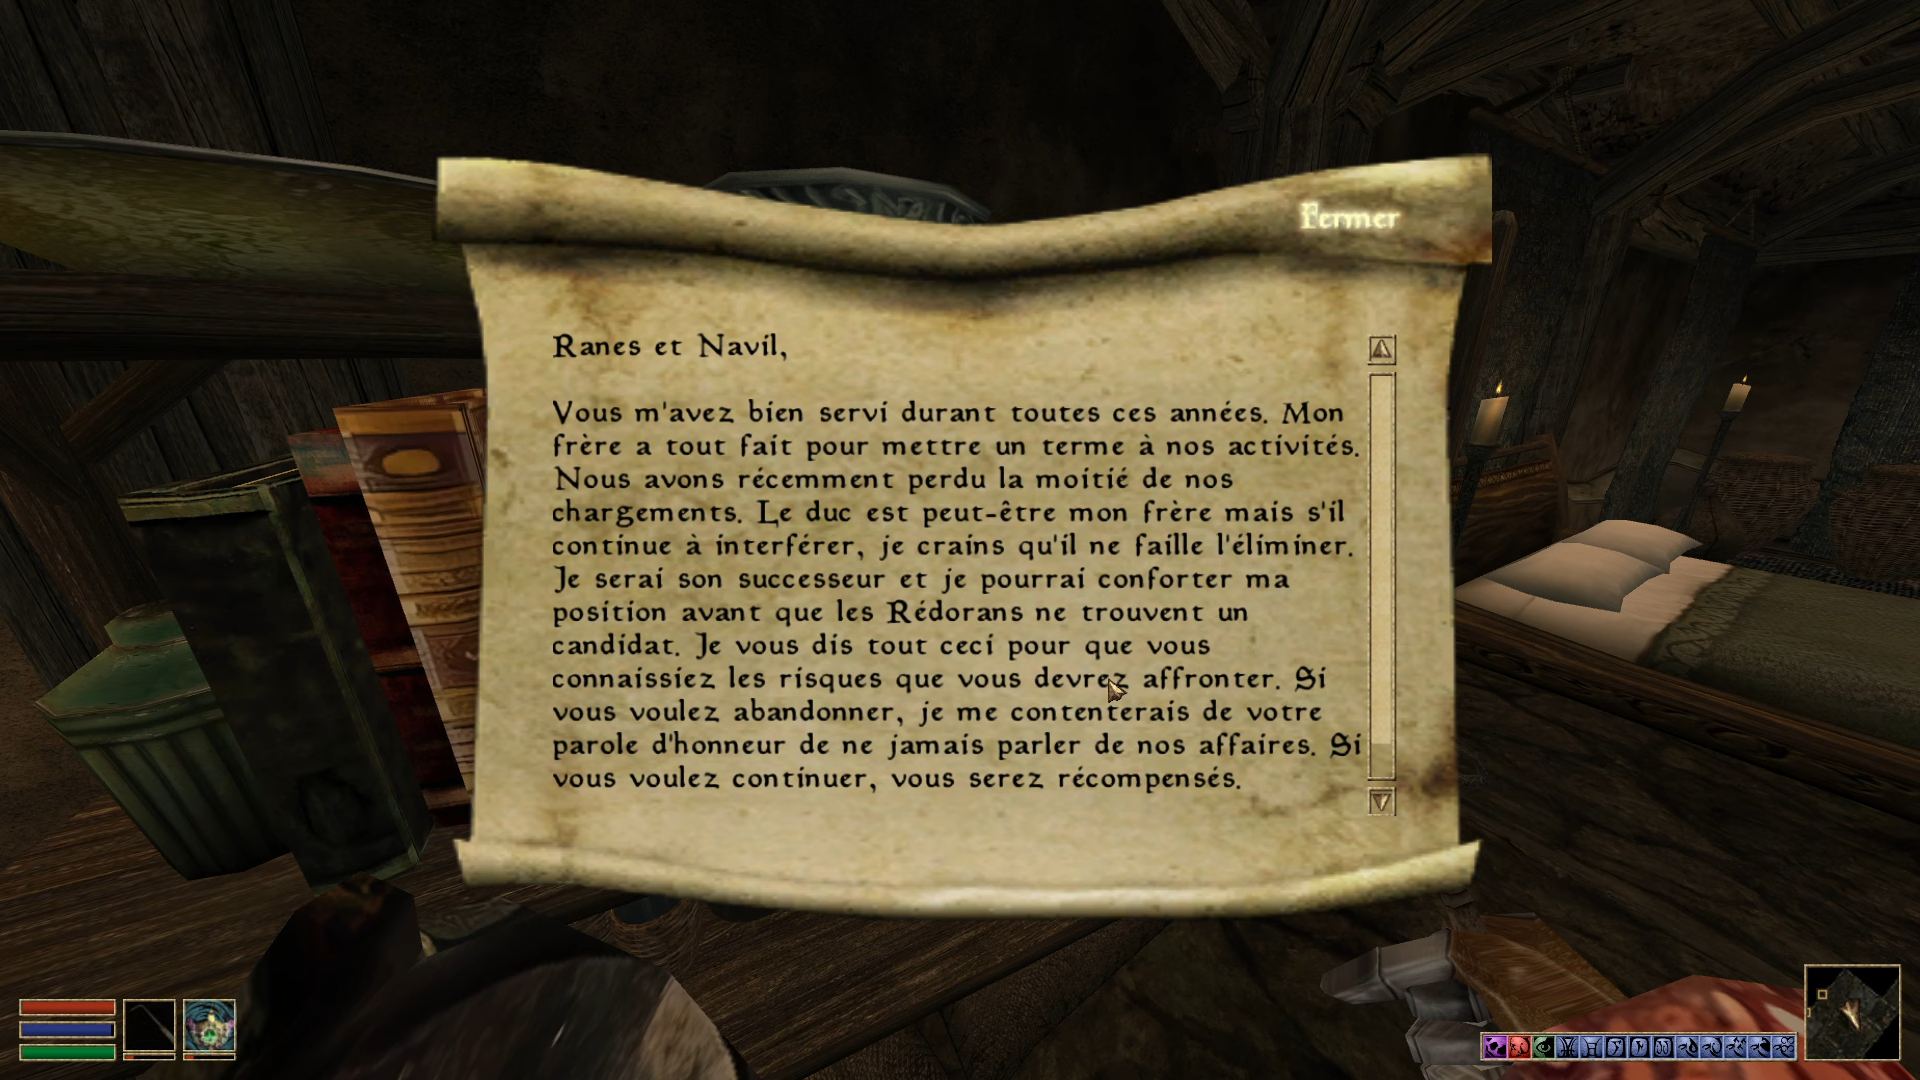 Fermer
Ranes et Navil,
Vous m'avez bien servi durant toutes ces années. Mon
frère a tout fait pour mettre un terme à nos activités.
Nous avons récemment perdu la moitié de nos
chargements. Le duc est peut-être mon frère mais s'il
continue à interférer, je crains qu'il ne faille l'éliminer.
Je serai son successeur et je pourrai conforter ma
position avant que les Rédorans ne trouvent un
candidat. Je vous dis tout ceci pour que vous
connaissiez les risques que vous devrez affronter. Si
vous voulez abandonner, je me contenterais de votre
parole d'honneur de ne jamais parler de nos affaires. Si
vous voulez continuer, vous serez récompensés.